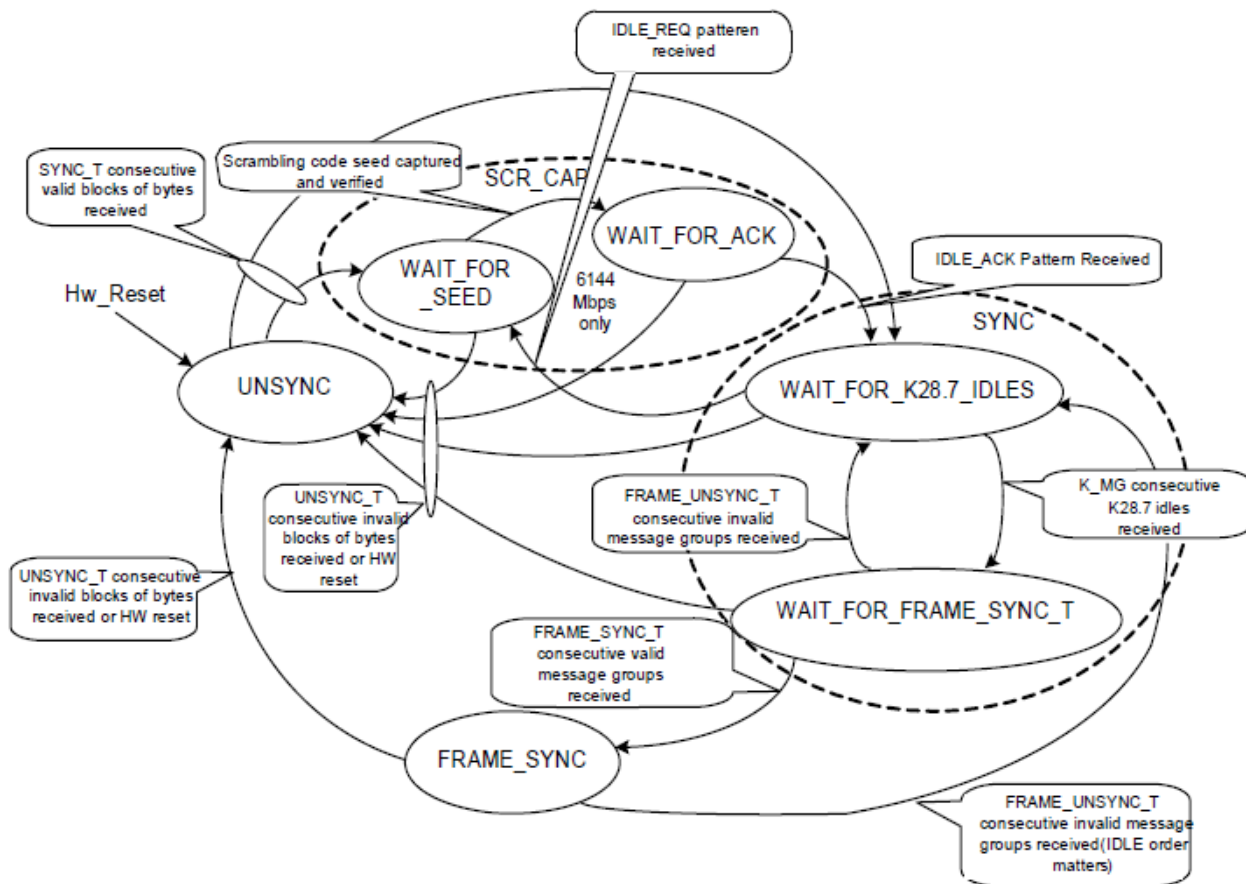 IDLE_REQ patteren
received
SYNC_T consecutive
valid blocks of bytes
received
Scrambling code seed captured
and verified
SCR_CAP
WAIT_FOR_ACK
WAIT_FOR
_SEED
6144
Mbps
only
IDLE_ACK Pattern Received
Hw_Reset
SYNC
UNSYNC
WAIT_FOR_K28.7_IDLES
UNSYNC_T
consecutive invalid
blocks of bytes
received or HW
reset
FRAME_UNSYNC_T
consecutive invalid
message groups received
K_MG consecutive
K28.7 idles
received
UNSYNC_T consecutive
invalid blocks of bytes
received or HW reset
WAIT_FOR_FRAME_SYNC_T
FRAME_SYNC_T
consecutive valid
message groups
received
FRAME_SYNC
FRAME_UNSYNC_T
consecutive invalid message
groups received(IDLE order
matters)